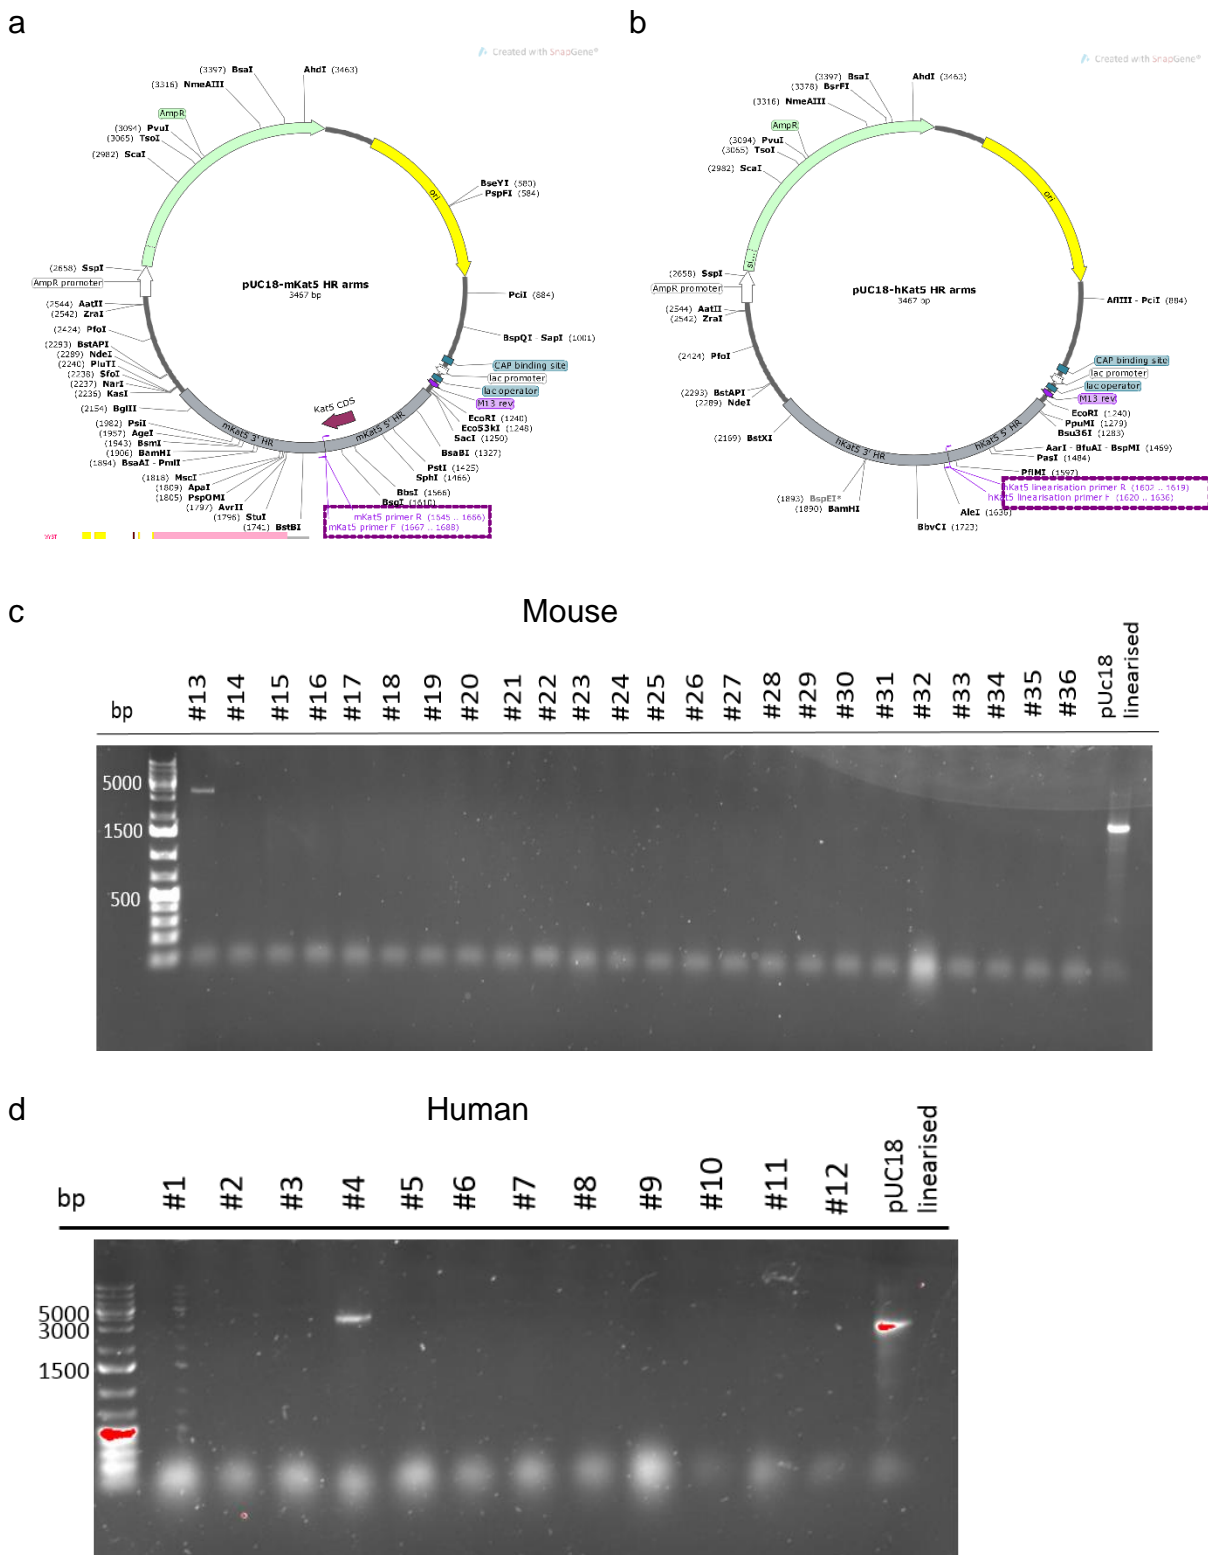 a
b
Created with SnapGene®
Created with SnapGene®
(3397) BsaI
AhdI (3463)
(3316) NmeAIII
AmpR
(3094) PvuI
(3065) TsoI
(2982) ScaI
ori
BseYI (580)
PspFI (584)
(2658) SspI
AmpR promoter
pUC18-mKat5 HR arms
3467 bp
(2544) AatII
(2542) ZraI
PciI (884)
(2424) PfoI
BspQI - SapI (1001)
(2293) BstAPI
(2289) NdeI
(2240) PluTI
(2238) SfoI
(2237) NarI
(2236) KasI
(2154) BglII
CAP binding site
lac promoter
lac operator
M13 rev
Kat5 CDS
mKat5 3' HR
mKat5 5' HR
EcoRI (1240)
Eco53kI (1248)
SacI (1250)
BsaBI (1327)
PstI (1425)
SphI (1466)
BbsI (1566)
BsgI (1610)
(1982) PsiI
(1957) AgeI
(1943) BsmI
(1906) BamHI
(1894) BsaAI - PmlI
(1818) MscI
(1809) ApaI
(1805) PspOMI
(1797) AvrII
(1796) StuI
(1741) BstBI
mKat5 primer R (1645 .. 1666)
mKat5 primer F (1667 .. 1688)
(3397) BsaI
(3378) BsrFI
AhdI (3463)
(3316) NmeAIII
AmpR
(3094) PvuI
(3065) TsoI
(2982) ScaI
ori
(2658) SspI
AmpR promoter
pUC18-hKat5 HR arms
3467 bp
(2544) AatII
(2542) ZraI
AflIII - PciI (884)
(2424) PfoI
(2293) BstAPI
(2289) NdeI
(2169) BstXI
CAP binding site
lac promoter
lac operator
M13 rev
hKat5 3' HR
hKat5 5' HR
EcoRI (1240)
PpuMI (1279)
Bsu36I (1283)
AarI - BfuAI - BspMI (1469)
PasI (1484)
PflMI (1597)
hKat5 linearisation primer R (1602 .. 1619)
hKat5 linearisation primer F (1620 .. 1636)
AleI (1636)
BbvCI (1723)
(1893) BspEI*
(1890) BamHI
c
Mouse
bp
#13 #14 #15 #16 #17 #18 #19 #20 #21 #22 #23 #24 #25 #26 #27 #28 #29 #30 #31 #32 #33 #34 #35 #36 pUc18 linearised
5000
1500
500
d
Human
bp
#1 #2 #3 #4 #5 #6 #7 #8 #9 #10 #11 #12 pUC18 linearised
5000
3000
1500